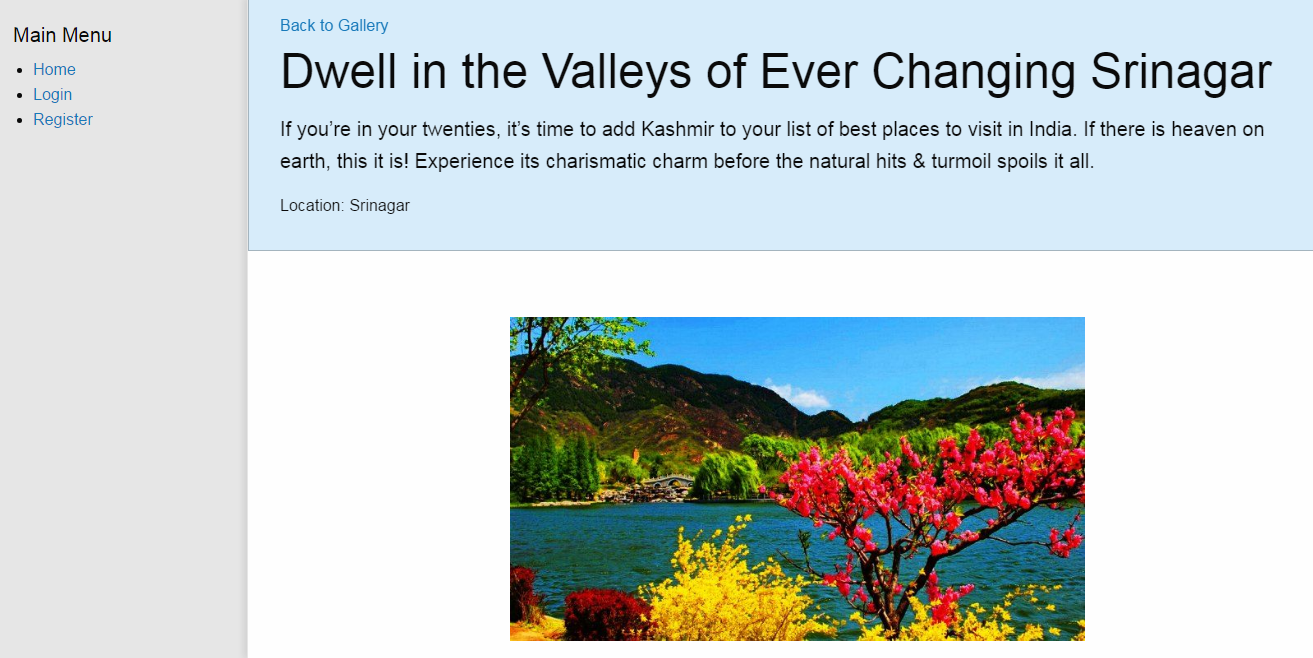 Main Menu
Home
Login
Register
Back to Gallery
Dwell in the Valleys of Ever Changing Srinagar
If you’re in your twenties, it’s time to add Kashmir to your list of best places to visit in India. If there is heaven on
earth, this it is! Experience its charismatic charm before the natural hits & turmoil spoils it all.
Location: Srinagar